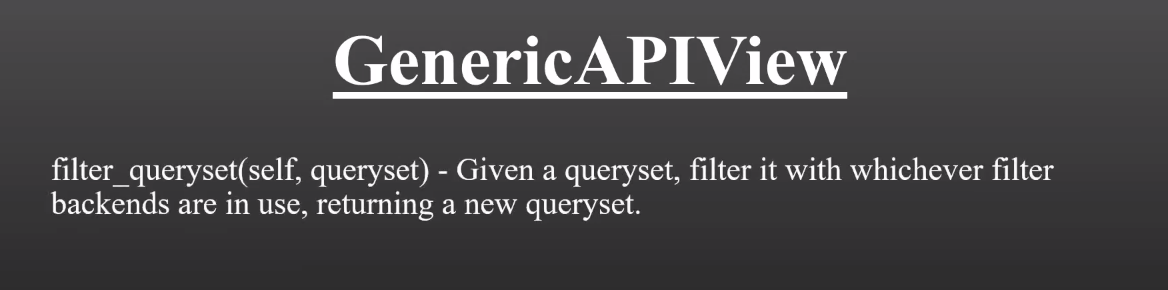 GenericAPIView
filter_queryset(self, queryset) - Given a queryset, filter it with whichever filter
backends are in use, returning a new queryset.